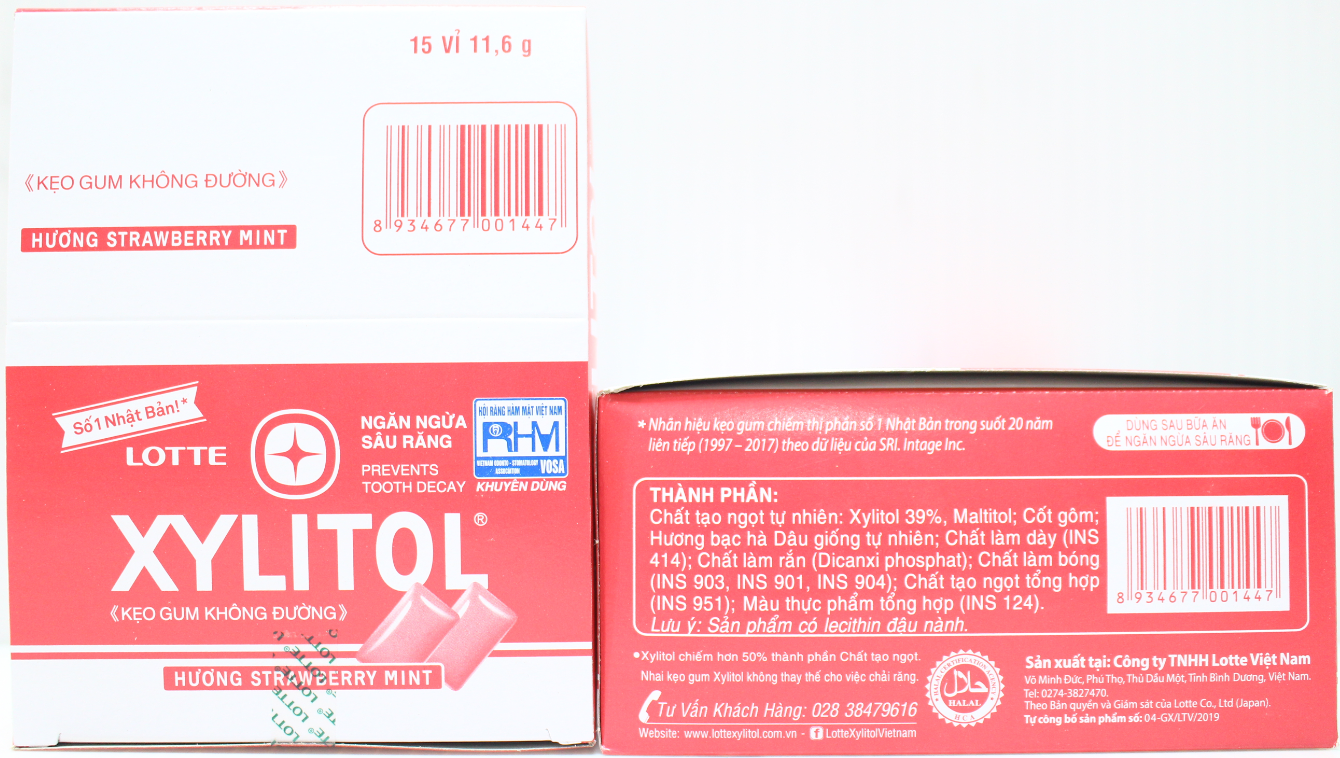 15 VỈ 11,6 g
《KẸO GUM KHÔNG ĐƯỜNG》
HƯƠNG STRAWBERRY MINT
8 934677 001447
Số 1 Nhật Bản!*
LOTTE
NGĂN NGỪA
SÂU RĂNG
PREVENTS
TOOTH DECAY
HỘI RĂNG HÀM MẶT VIỆT NAM
RHM
VIETNAM ODONTO - STOMATOLOGY
ASSOCIATION VOSA
KHUYÊN DÙNG
XYLITOL®
《KẸO GUM KHÔNG ĐƯỜNG》
HƯƠNG STRAWBERRY MINT
LOTTE® LOTTE®
* Nhãn hiệu kẹo gum chiếm thị phần số 1 Nhật Bản trong suốt 20 năm
liên tiếp (1997 – 2017) theo dữ liệu của SRI. Intage Inc.
DÙNG SAU BỮA ĂN
ĐỂ NGĂN NGỪA SÂU RĂNG
THÀNH PHẦN:
Chất tạo ngọt tự nhiên: Xylitol 39%, Maltitol; Cốt gôm;
Hương bạc hà Dâu giống tự nhiên; Chất làm dày (INS
414); Chất làm rắn (Dicanxi phosphat); Chất làm bóng
(INS 903, INS 901, INS 904); Chất tạo ngọt tổng hợp
(INS 951); Màu thực phẩm tổng hợp (INS 124).
Lưu ý: Sản phẩm có lecithin đậu nành.
8 934677 001447
•Xylitol chiếm hơn 50% thành phần Chất tạo ngọt.
Nhai kẹo gum Xylitol không thay thế cho việc chải răng.
Tư Vấn Khách Hàng: 028 38479616
Website: www.lottexylitol.com.vn - f LotteXylitolVietnam
حلال
HALAL
HCA
Sản xuất tại: Công ty TNHH Lotte Việt Nam
Võ Minh Đức, Phú Thọ, Thủ Dầu Một, Tỉnh Bình Dương, Việt Nam.
Tel: 0274-3827470.
Theo Bản quyền và Giám sát của Lotte Co., Ltd (Japan).
Tự công bố sản phẩm số: 04-GX/LTV/2019